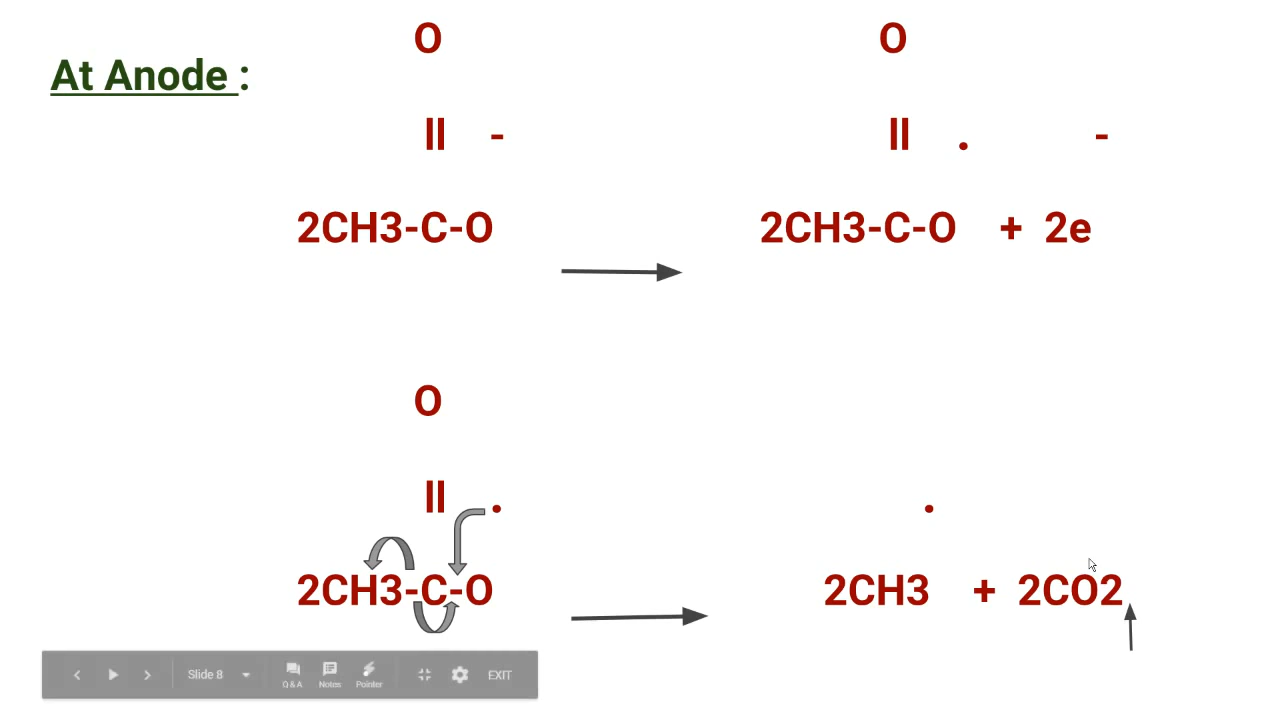 O O
At Anode :
II - II . -
2CH3-C-O 2CH3-C-O + 2e
O
II . .
2CH3-C-O 2CH3 + 2CO2
Slide 8 Q & A Notes Pointer EXIT